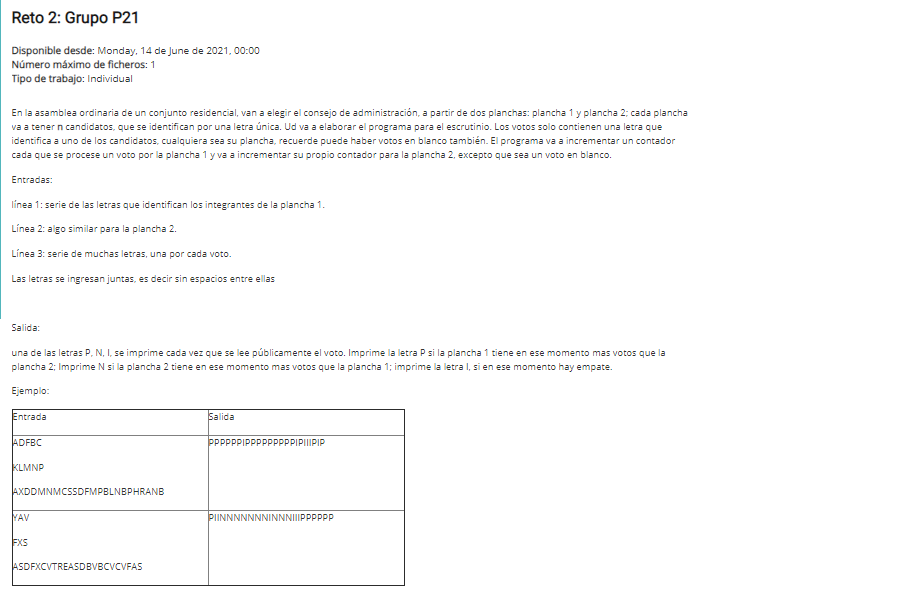 Reto 2: Grupo P21
Disponible desde: Monday, 14 de June de 2021, 00:00
Número máximo de ficheros: 1
Tipo de trabajo: Individual
En la asamblea ordinaria de un conjunto residencial, van a elegir el consejo de administración, a partir de dos planchas: plancha 1 y plancha 2; cada plancha
va a tener n candidatos, que se identifican por una letra única. Ud va a elaborar el programa para el escrutinio. Los votos solo contienen una letra que
identifica a uno de los candidatos, cualquiera sea su plancha, recuerde puede haber votos en blanco también. El programa va a incrementar un contador
cada que se procese un voto por la plancha 1 y va a incrementar su propio contador para la plancha 2, excepto que sea un voto en blanco.
Entradas:
línea 1: serie de las letras que identifican los integrantes de la plancha 1.
Línea 2: algo similar para la plancha 2.
Línea 3: serie de muchas letras, una por cada voto.
Las letras se ingresan juntas, es decir sin espacios entre ellas
Salida:
una de las letras P, N, I, se imprime cada vez que se lee públicamente el voto. Imprime la letra P si la plancha 1 tiene en ese momento mas votos que la
plancha 2; Imprime N si la plancha 2 tiene en ese momento mas votos que la plancha 1; imprime la letra I, si en ese momento hay empate.
Ejemplo:
Entrada Salida
ADFBC PPPPPPIPPPPPPPPPIPIIIPIP
KLMNP
AXDDMNMCSSDFMPBLNBPHRANB
YAV PIINNNNNNNINNNIIIPPPPPP
FXS
ASDFXCVTREASDBVBCVCVFAS